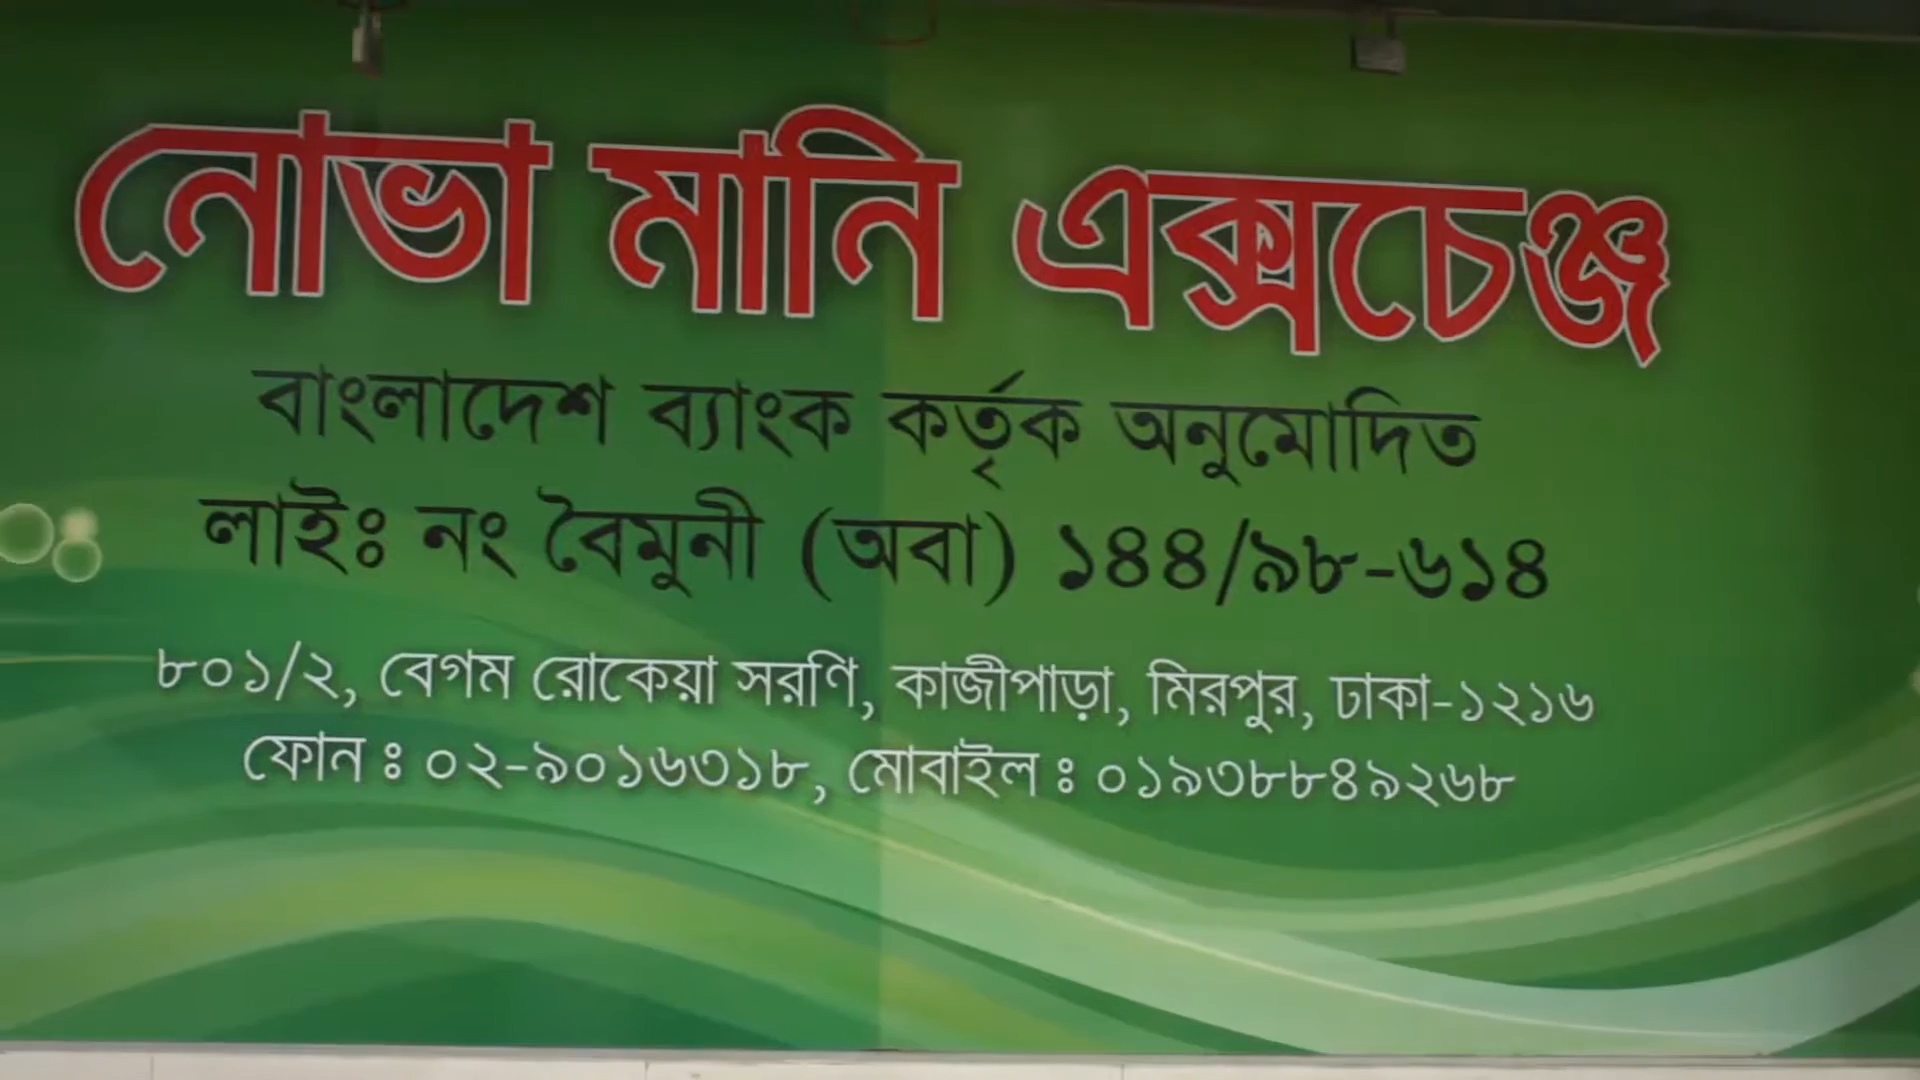 নোভা মানি এক্সচেঞ্জ
বাংলাদেশ ব্যাংক কর্তৃক অনুমোদিত
লাইঃ নং বৈমুনী (অবা) ১৪৪/৯৮-৬১৪
৮০১/২, বেগম রোকেয়া সরণি, কাজীপাড়া, মিরপুর, ঢাকা-১২১৬
ফোন : ০২-৯০১৬৩১৮, মোবাইল : ০১৯৩৮৮৪৯২৬৮